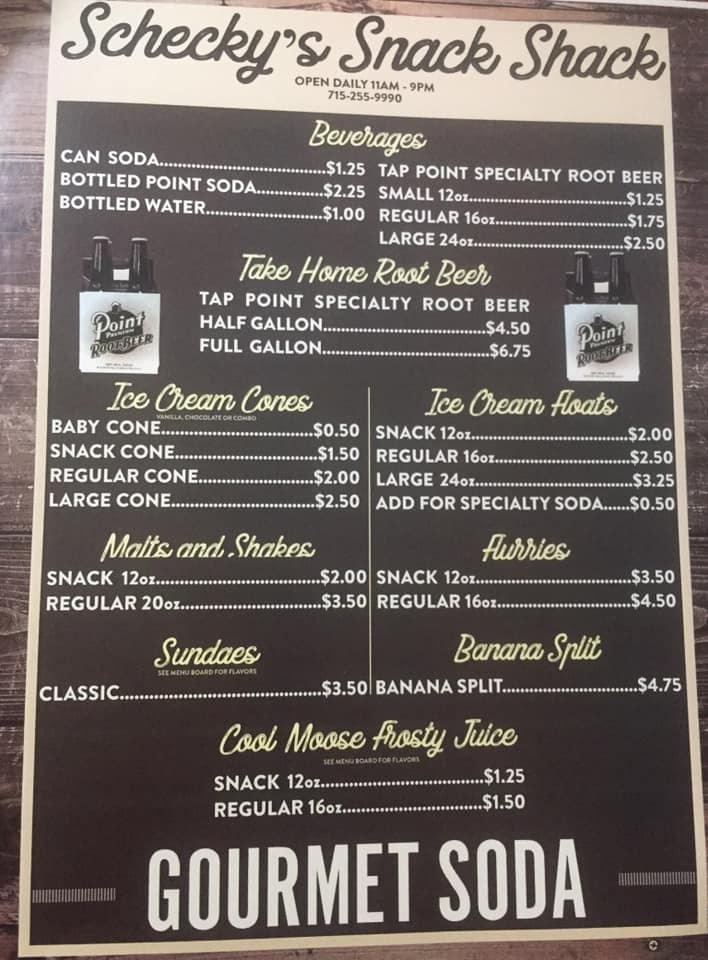 Schecky's Snack Shack
OPEN DAILY 11AM - 9PM
715-255-9990
Beverages
CAN SODA.....$1.25
BOTTLED POINT SODA.....$2.25
BOTTLED WATER.....$1.00
TAP POINT SPECIALTY ROOT BEER
SMALL 12oz.....$1.25
REGULAR 16oz.....$1.75
LARGE 24oz.....$2.50
Take Home Root Beer
TAP POINT SPECIALTY ROOT BEER
HALF GALLON.....$4.50
FULL GALLON.....$6.75
Point
PREMIUM
ROOT BEER
Point
PREMIUM
ROOT BEER
Ice Cream Cones
VANILLA, CHOCOLATE OR COMBO
BABY CONE.....$0.50
SNACK CONE.....$1.50
REGULAR CONE.....$2.00
LARGE CONE.....$2.50
Ice Cream floats
SNACK 12oz.....$2.00
REGULAR 16oz.....$2.50
LARGE 24oz.....$3.25
ADD FOR SPECIALTY SODA.....$0.50
Malts and Shakes
SNACK 12oz.....$2.00
REGULAR 20oz.....$3.50
flurries
SNACK 12oz.....$3.50
REGULAR 16oz.....$4.50
Sundaes
SEE MENU BOARD FOR FLAVORS
CLASSIC.....$3.50
Banana Split
BANANA SPLIT.....$4.75
Cool Moose frosty Juice
SEE MENU BOARD FOR FLAVORS
SNACK 12oz.....$1.25
REGULAR 16oz.....$1.50
GOURMET SODA